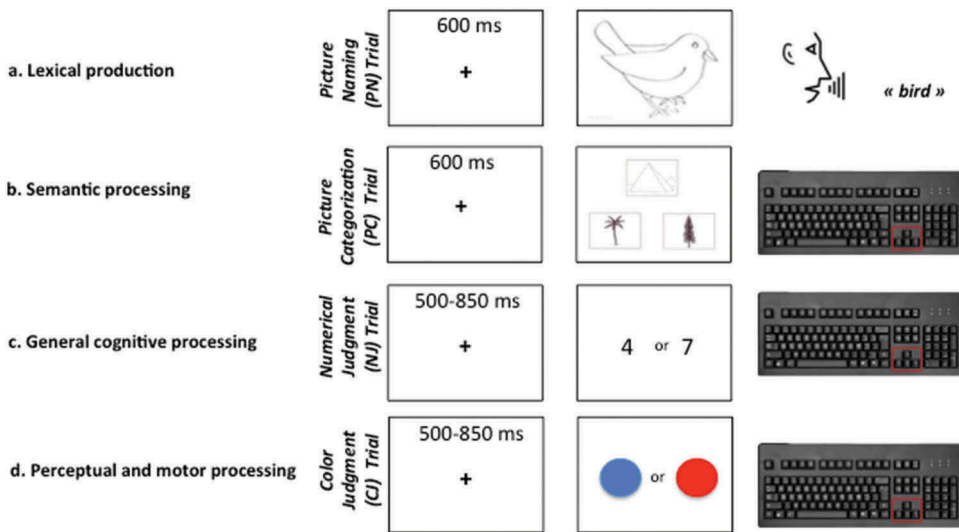 a. Lexical production
Picture
Naming
(PN) Trial
600 ms
+
« bird »
b. Semantic processing
Picture
Categorization
(PC) Trial
600 ms
+
c. General cognitive processing
Numerical
Judgment
(NJ) Trial
500-850 ms
+
4 or 7
d. Perceptual and motor processing
Color
Judgment
(CJ) Trial
500-850 ms
+
or